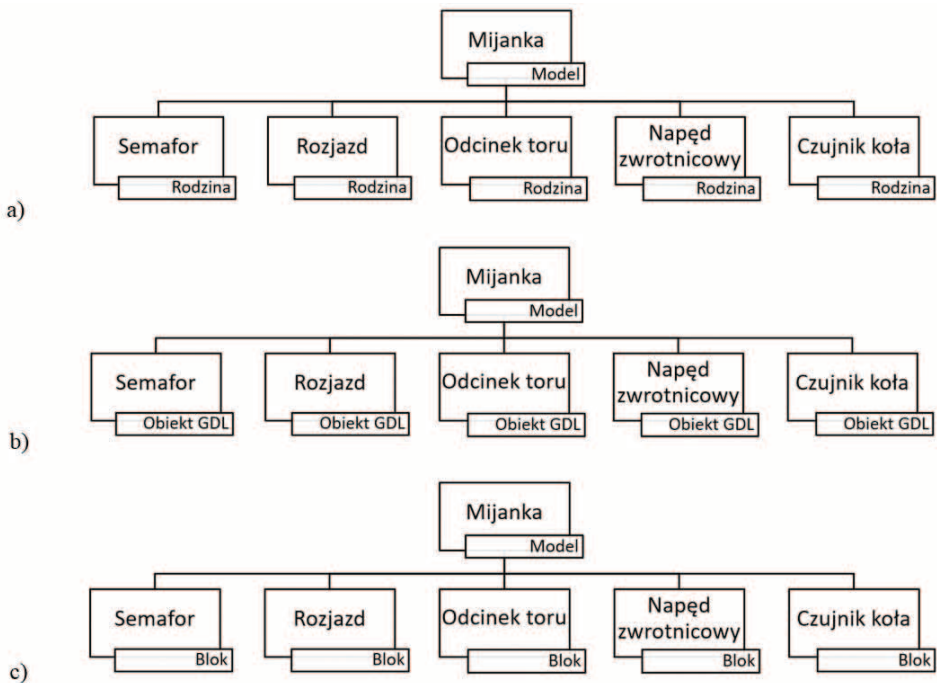 Mijanka
Model
Semafor
Rodzina
Rozjazd
Rodzina
Odcinek toru
Rodzina
Napęd
zwrotnicowy
Rodzina
Czujnik koła
Rodzina
a)
Mijanka
Model
Semafor
Obiekt GDL
Rozjazd
Obiekt GDL
Odcinek toru
Obiekt GDL
Napęd
zwrotnicowy
Obiekt GDL
Czujnik koła
Obiekt GDL
b)
Mijanka
Model
Semafor
Blok
Rozjazd
Blok
Odcinek toru
Blok
Napęd
zwrotnicowy
Blok
Czujnik koła
Blok
c)